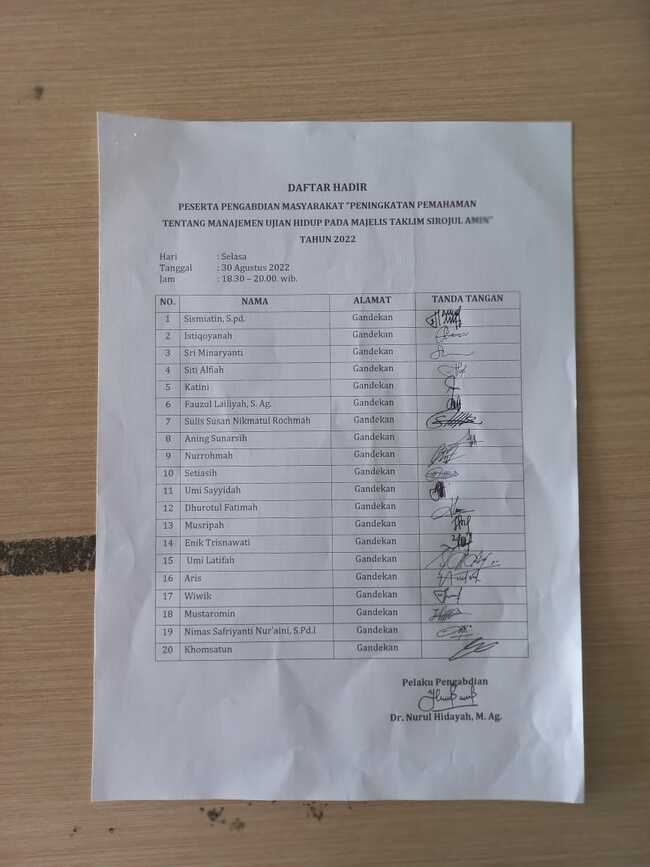 DAFTAR HADIR
PESERTA PENGABDIAN MASYARAKAT "PENINGKATAN PEMAHAMAN
TENTANG MANAJEMEN UJIAN HIDUP PADA MAJELIS TAKLIM SIROJUL AMIN"
TAHUN 2022
Hari : Selasa
Tanggal : 30 Agustus 2022
Jam : 18.30 – 20.00. wib.
NO. NAMA ALAMAT TANDA TANGAN
1 Sismiatin, S.pd. Gandekan
2 Istiqoyanah Gandekan
3 Sri Minaryanti Gandekan
4 Siti Alfiah Gandekan
5 Katini Gandekan
6 Fauzul Lailiyah, S. Ag. Gandekan
7 Sulis Susan Nikmatul Rochmah Gandekan
8 Aning Sunarsih Gandekan
9 Nurrohmah Gandekan
10 Setiasih Gandekan
11 Umi Sayyidah Gandekan
12 Dhurotul Fatimah Gandekan
13 Musripah Gandekan
14 Enik Trisnawati Gandekan
15 Umi Latifah Gandekan
16 Aris Gandekan
17 Wiwik Gandekan
18 Mustaromin Gandekan
19 Nimas Safriyanti Nur'aini, S.Pd.I Gandekan
20 Khomsatun Gandekan
Pelaku Pengabdian
Dr. Nurul Hidayah, M. Ag.